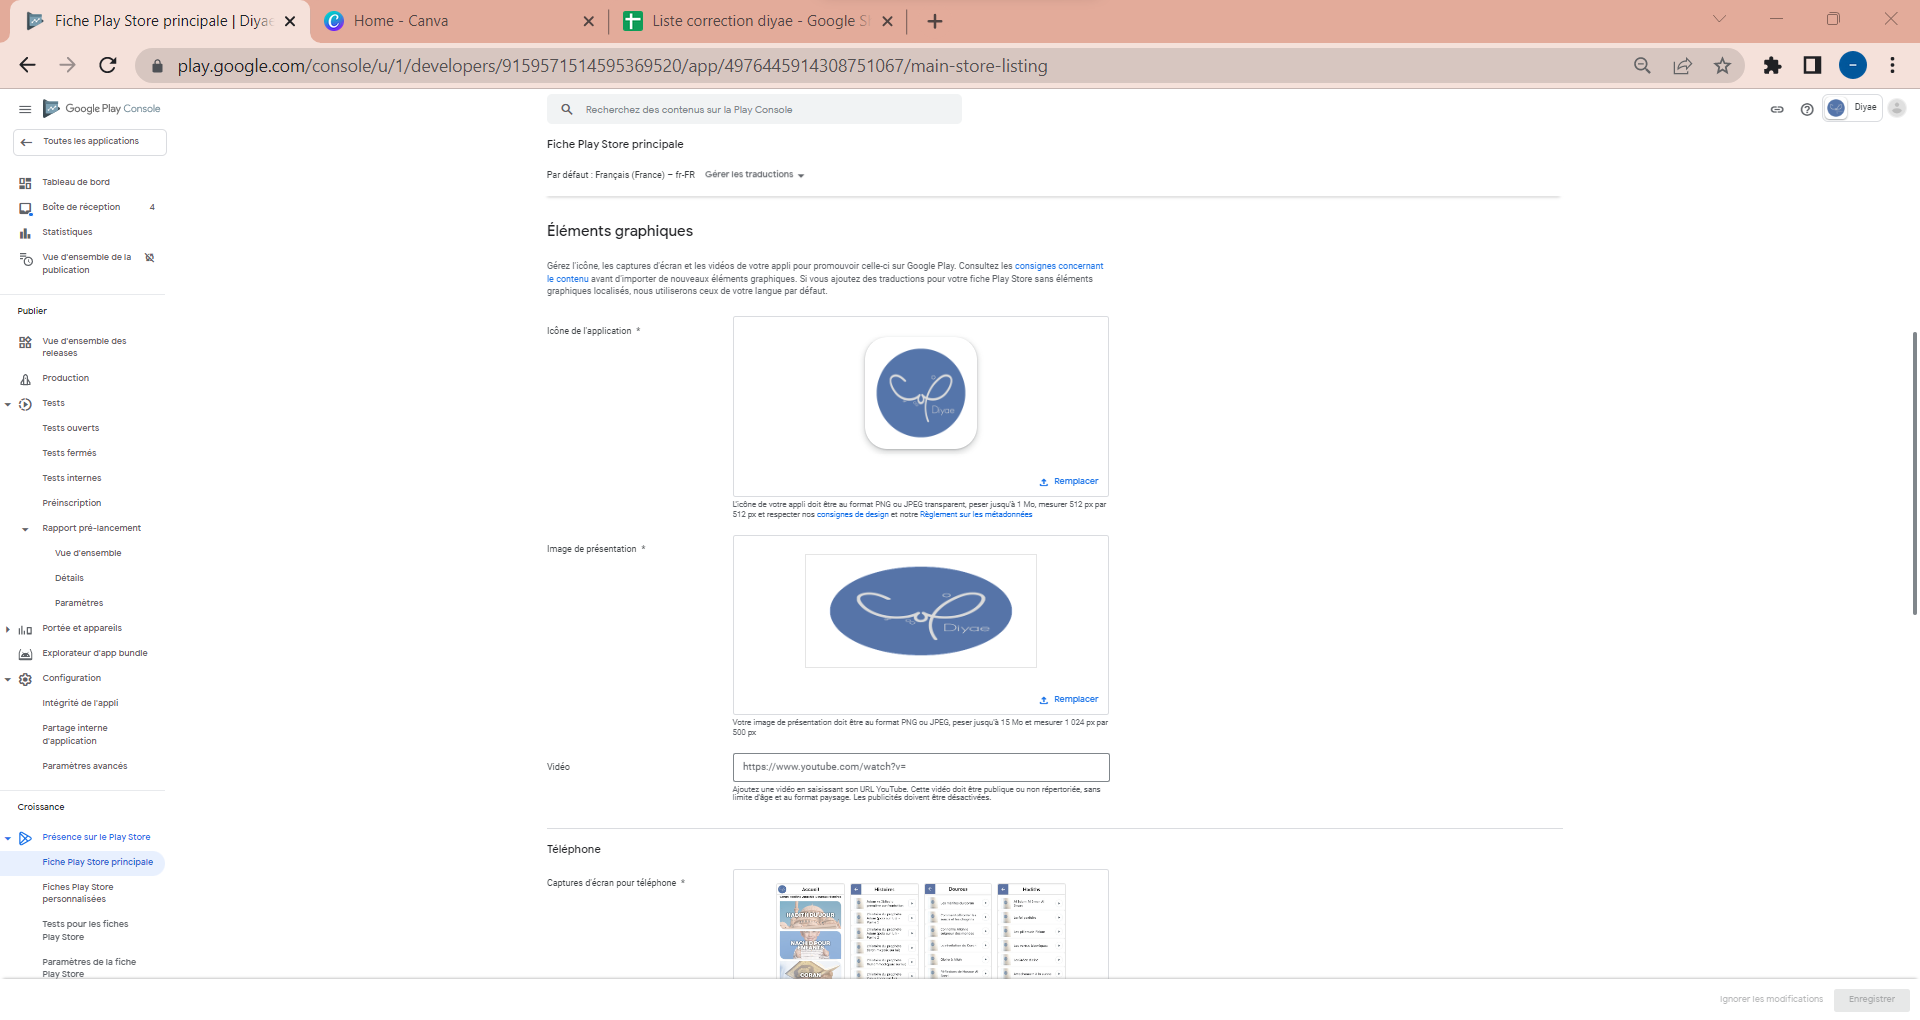 Fiche Play Store principale | Diyae
Home - Canva
Liste correction diyae - Google S
play.google.com/console/u/1/developers/9159571514595369520/app/4976445914308751067/main-store-listing
Google Play Console
Recherchez des contenus sur la Play Console
Diyae
Toutes les applications
Tableau de bord
Boîte de réception 4
Statistiques
Vue d'ensemble de la
publication
Publier
Vue d'ensemble des
releases
Production
Tests
Tests ouverts
Tests fermés
Tests internes
Préinscription
Rapport pré-lancement
Vue d'ensemble
Détails
Paramètres
Portée et appareils
Explorateur d'app bundle
Configuration
Intégrité de l'appli
Partage interne
d'application
Paramètres avancés
Croissance
Présence sur le Play Store
Fiche Play Store principale
Fiches Play Store
personnalisées
Tests pour les fiches
Play Store
Paramètres de la fiche
Play Store
Fiche Play Store principale
Par défaut : Français (France) – fr-FR Gérer les traductions
Éléments graphiques
Gérez l'icône, les captures d'écran et les vidéos de votre appli pour promouvoir celle-ci sur Google Play. Consultez les consignes concernant
le contenu avant d'importer de nouveaux éléments graphiques. Si vous ajoutez des traductions pour votre fiche Play Store sans éléments
graphiques localisés, nous utiliserons ceux de votre langue par défaut.
Icône de l'application *
Diyae
Remplacer
L'icône de votre appli doit être au format PNG ou JPEG transparent, peser jusqu'à 1 Mo, mesurer 512 px par
512 px et respecter nos consignes de design et notre Règlement sur les métadonnées
Image de présentation *
Diyae
Remplacer
Votre image de présentation doit être au format PNG ou JPEG, peser jusqu'à 15 Mo et mesurer 1 024 px par
500 px
Vidéo
https://www.youtube.com/watch?v=
Ajoutez une vidéo en saisissant son URL YouTube. Cette vidéo doit être publique ou non répertoriée, sans
limite d'âge et au format paysage. Les publicités doivent être désactivées.
Téléphone
Captures d'écran pour téléphone *
Accueil
HADITH DU JOUR
NACHID POUR
ENFANTS
CORAN
Histoires
Dourous
Hadiths
Ignorer les modifications
Enregistrer